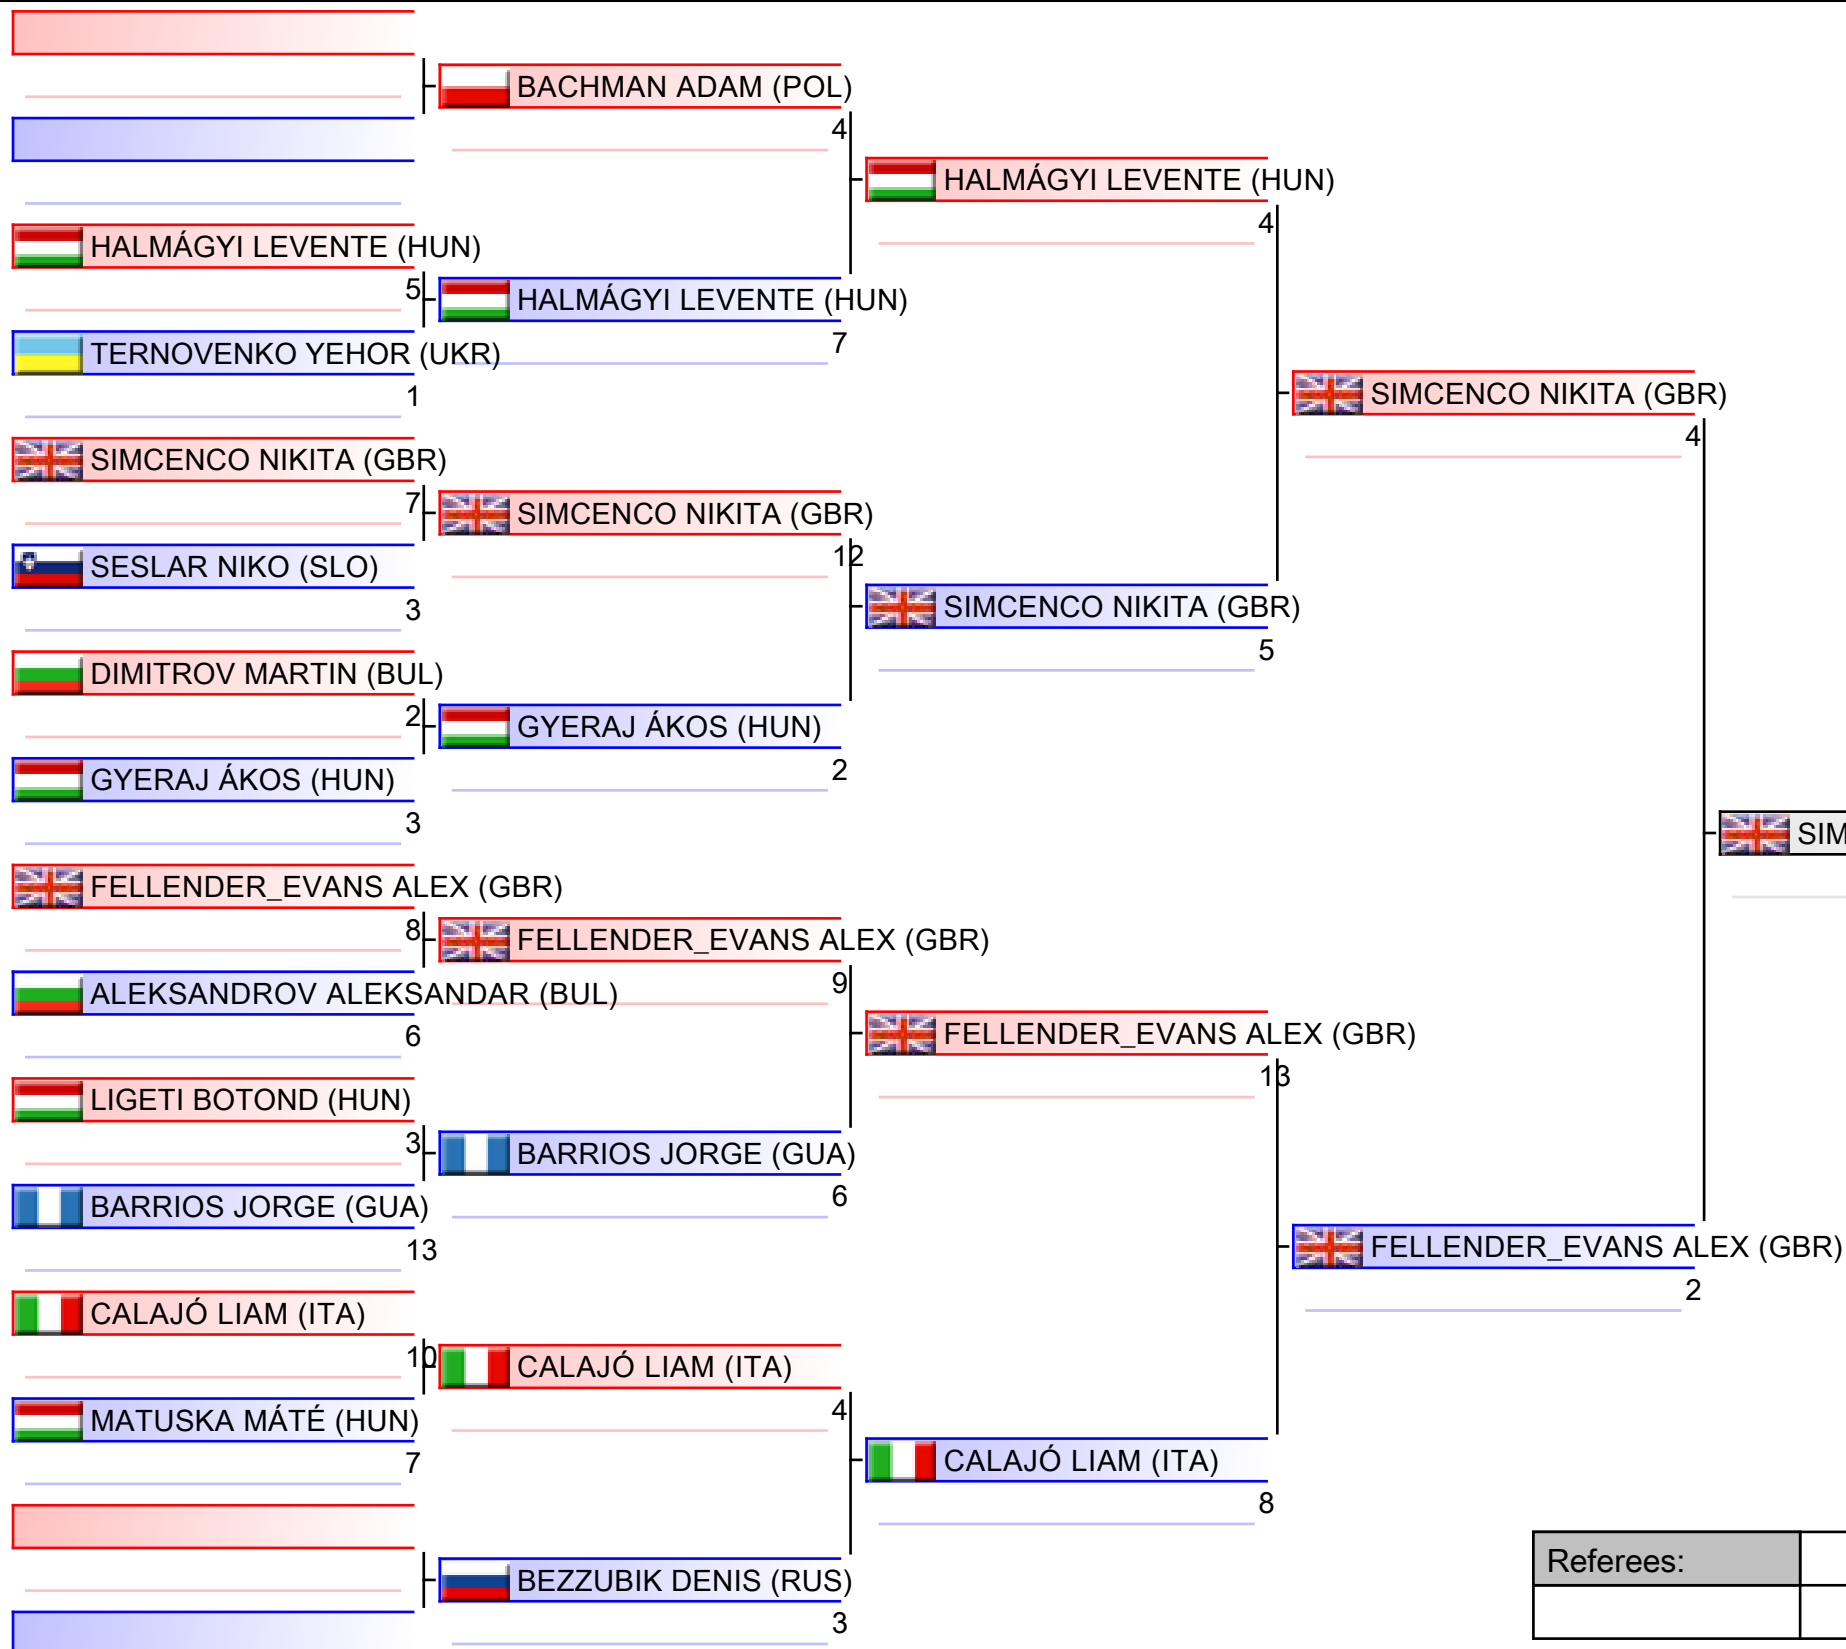 BACHMAN ADAM (POL)
4
HALMÁGYI LEVENTE (HUN)
4
HALMÁGYI LEVENTE (HUN)
5
HALMÁGYI LEVENTE (HUN)
7
TERNOVENKO YEHOR (UKR)
1
SIMCENCO NIKITA (GBR)
4
SIMCENCO NIKITA (GBR)
7
SIMCENCO NIKITA (GBR)
12
SESLAR NIKO (SLO)
3
SIMCENCO NIKITA (GBR)
5
DIMITROV MARTIN (BUL)
2
GYERAJ ÁKOS (HUN)
2
GYERAJ ÁKOS (HUN)
3
SIM
FELLENDER_EVANS ALEX (GBR)
8
FELLENDER_EVANS ALEX (GBR)
9
ALEKSANDROV ALEKSANDAR (BUL)
6
FELLENDER_EVANS ALEX (GBR)
13
LIGETI BOTOND (HUN)
3
BARRIOS JORGE (GUA)
6
BARRIOS JORGE (GUA)
13
FELLENDER_EVANS ALEX (GBR)
2
CALAJÓ LIAM (ITA)
10
CALAJÓ LIAM (ITA)
4
MATUSKA MÁTÉ (HUN)
7
CALAJÓ LIAM (ITA)
8
BEZZUBIK DENIS (RUS)
3
Referees: